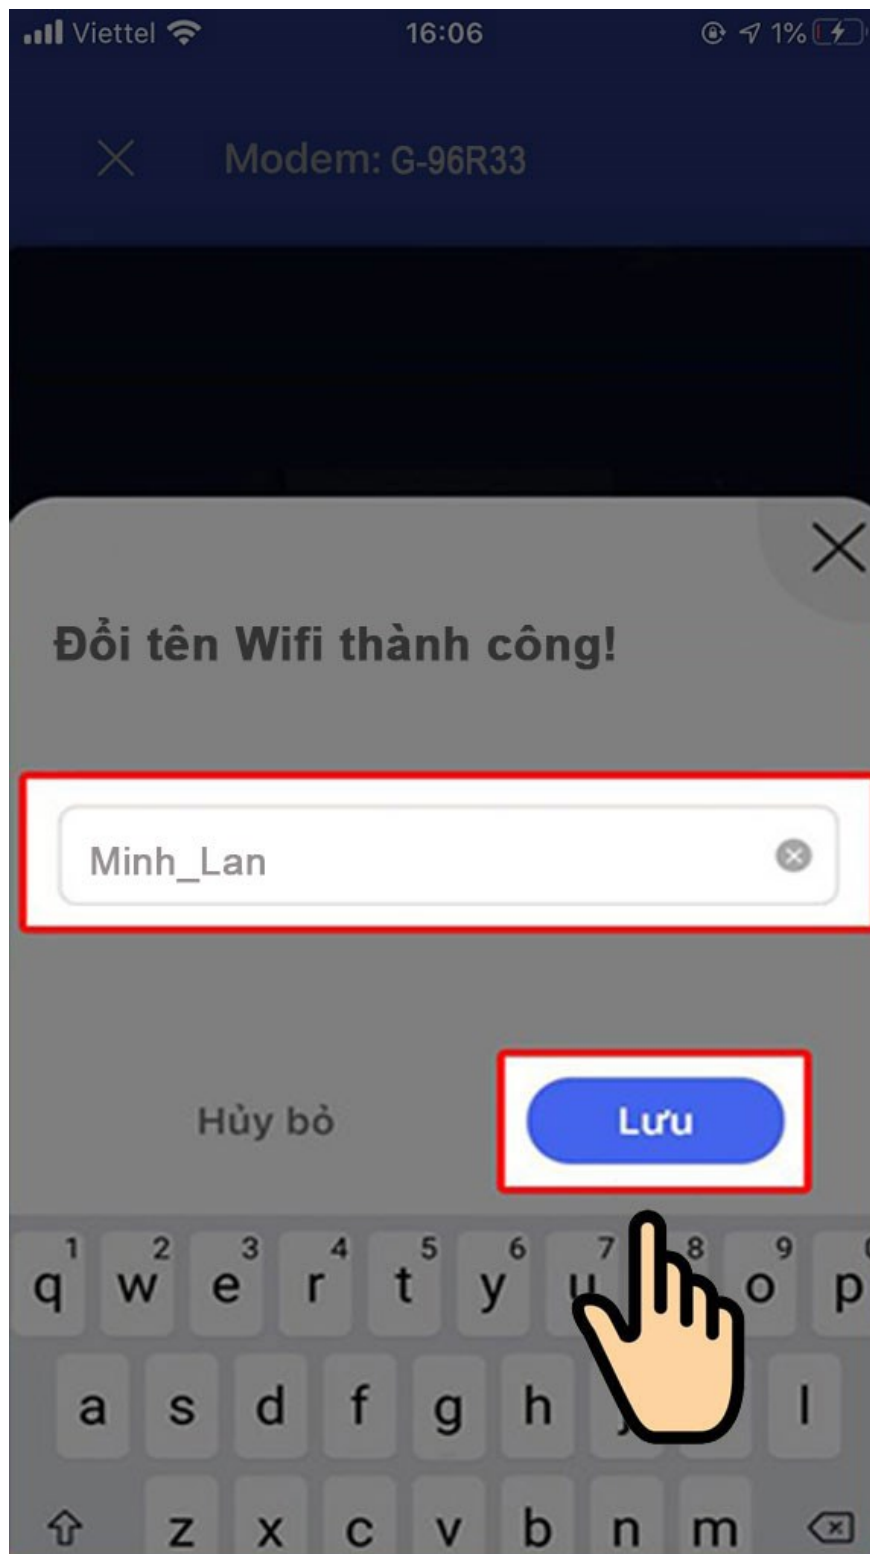 Viettel 16:06 1%
Modem: G-96R33
Đổi tên Wifi thành công!
Minh_Lan
Hủy bỏ Lưu
1 2 3 4 5 6 7 8 9
q w e r t y u o p
a s d f g h j l
z x c v b n m